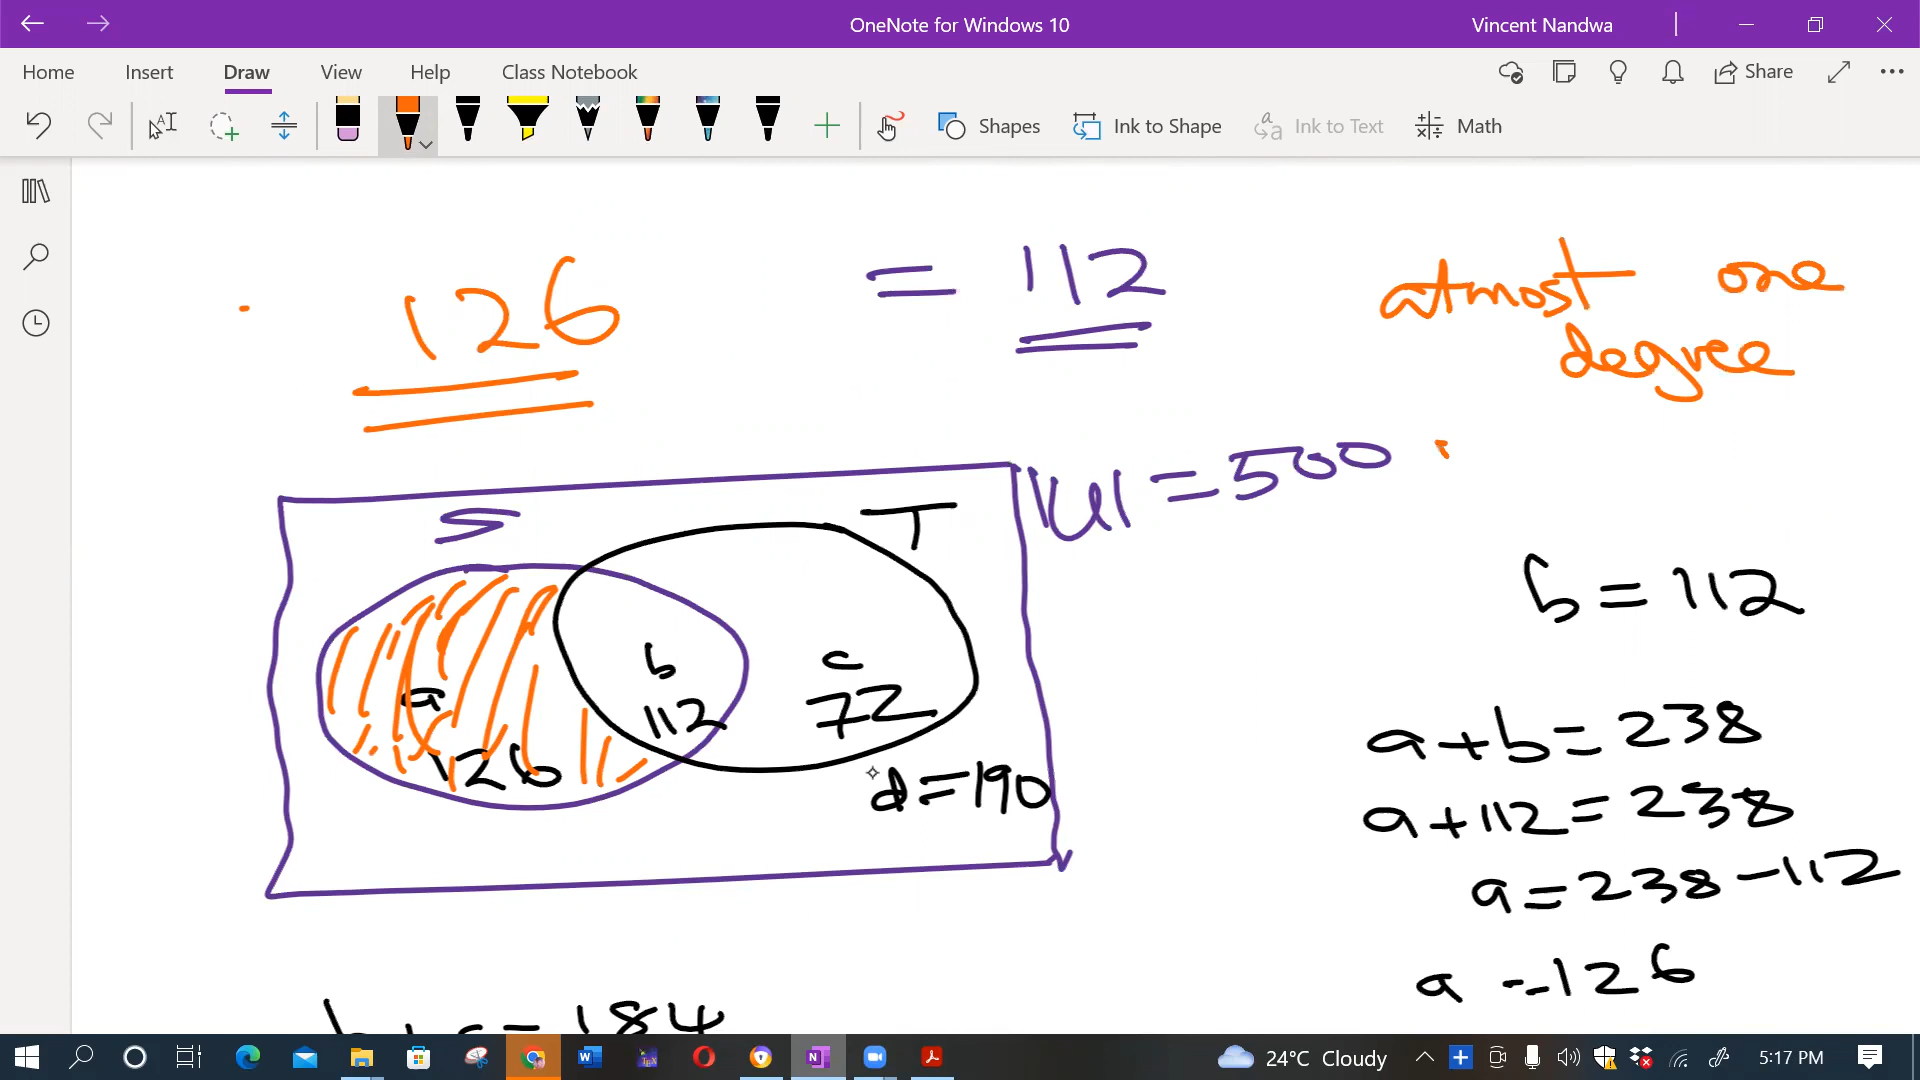 OneNote for Windows 10
Vincent Nandwa
Home Insert Draw View Help Class Notebook
Share
Shapes Ink to Shape Ink to Text Math
126
= 112
atmost one
degree
|U| = 500
S
T
b = 112
a
126
b
112
c
72
d = 190
a + b = 238
a + 112 = 238
a = 238 - 112
a = 126
b + c = 184
24°C Cloudy
5:17 PM